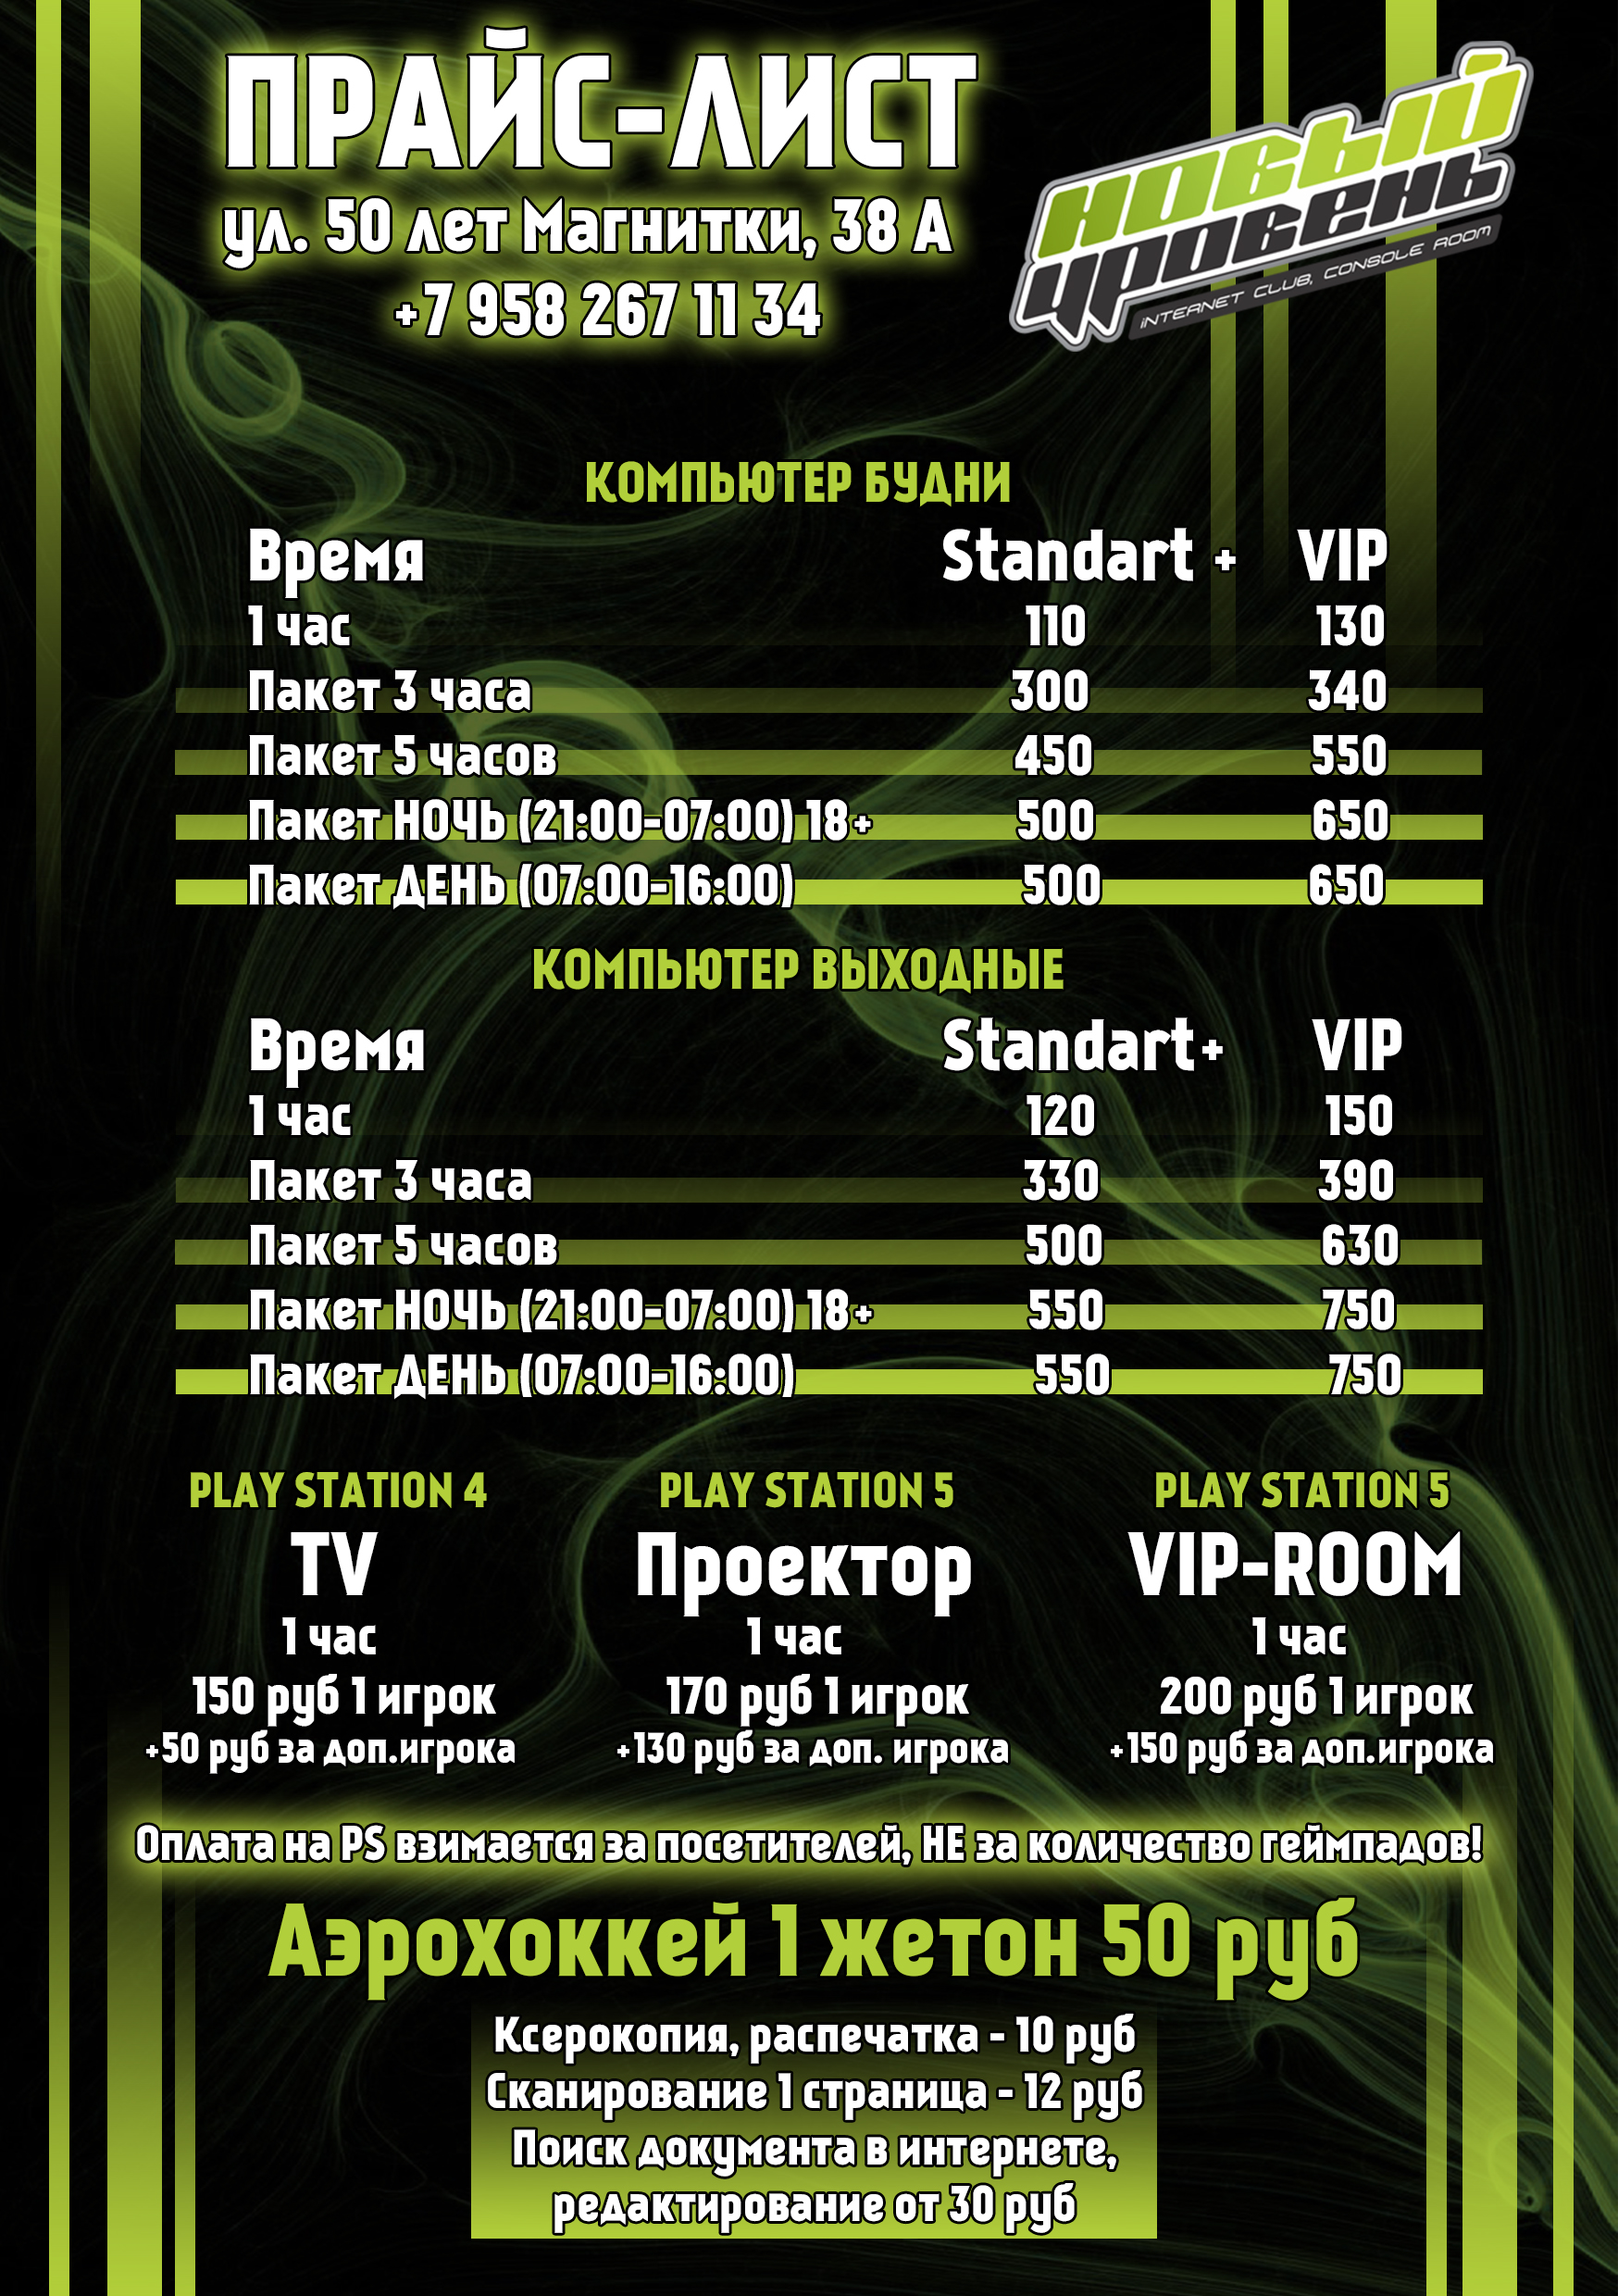 ПРАЙС-ЛИСТ
ул. 50 лет Магнитки, 38 А
+7 958 267 11 34
новый
уровень
INTERNET CLUB, CONSOLE ROOM
КОМПЬЮТЕР БУДНИ
Время Standart + VIP
1 час 110 130
Пакет 3 часа 300 340
Пакет 5 часов 450 550
Пакет НОЧЬ (21:00-07:00) 18+ 500 650
Пакет ДЕНЬ (07:00-16:00) 500 650
КОМПЬЮТЕР ВЫХОДНЫЕ
Время Standart+ VIP
1 час 120 150
Пакет 3 часа 330 390
Пакет 5 часов 500 630
Пакет НОЧЬ (21:00-07:00) 18+ 550 750
Пакет ДЕНЬ (07:00-16:00) 550 750
PLAY STATION 4
TV
1 час
150 руб 1 игрок
+50 руб за доп.игрока
PLAY STATION 5
Проектор
1 час
170 руб 1 игрок
+130 руб за доп. игрока
PLAY STATION 5
VIP-ROOM
1 час
200 руб 1 игрок
+150 руб за доп.игрока
Оплата на PS взимается за посетителей, НЕ за количество геймпадов!
Аэрохоккей 1 жетон 50 руб
Ксерокопия, распечатка - 10 руб
Сканирование 1 страница - 12 руб
Поиск документа в интернете,
редактирование от 30 руб